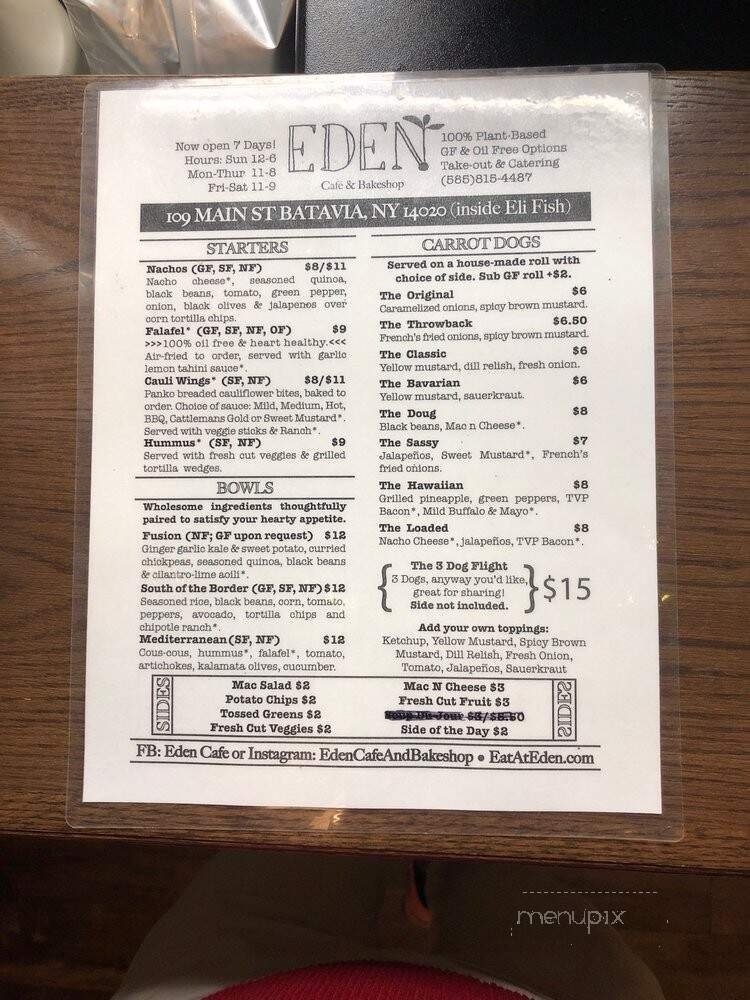 Now open 7 Days!
Hours: Sun 12-6
Mon-Thur 11-8
Fri-Sat 11-9
EDEN
Café & Bakeshop
100% Plant-Based
GF & Oil Free Options
Take-out & Catering
(585)815-4487
109 MAIN ST BATAVIA, NY 14020 (inside Eli Fish)
STARTERS
Nachos (GF, SF, NF) $8/$11
Nacho cheese*, seasoned quinoa,
black beans, tomato, green pepper,
onion, black olives & jalapenos over
corn tortilla chips.
Falafel* (GF, SF, NF, OF) $9
>>>100% oil free & heart healthy.<<<
Air-fried to order, served with garlic
lemon tahini sauce*.
Cauli Wings* (SF, NF) $8/$11
Panko breaded cauliflower bites, baked to
order. Choice of sauce: Mild, Medium, Hot,
BBQ, Cattlemans Gold or Sweet Mustard*.
Served with veggie sticks & Ranch*.
Hummus* (SF, NF) $9
Served with fresh cut veggies & grilled
tortilla wedges.
BOWLS
Wholesome ingredients thoughtfully
paired to satisfy your hearty appetite.
Fusion (NF; GF upon request) $12
Ginger garlic kale & sweet potato, curried
chickpeas, seasoned quinoa, black beans
& cilantro-lime aoili*.
South of the Border (GF, SF, NF) $12
Seasoned rice, black beans, corn, tomato,
peppers, avocado, tortilla chips and
chipotle ranch*.
Mediterranean (SF, NF) $12
Cous-cous, hummus*, falafel*, tomato,
artichokes, kalamata olives, cucumber.
CARROT DOGS
Served on a house-made roll with
choice of side. Sub GF roll +$2.
The Original $6
Caramelized onions, spicy brown mustard.
The Throwback $6.50
French's fried onions, spicy brown mustard.
The Classic $6
Yellow mustard, dill relish, fresh onion.
The Bavarian $6
Yellow mustard, sauerkraut.
The Doug $8
Black beans, Mac n Cheese*.
The Sassy $7
Jalapeños, Sweet Mustard*, French's
fried onions.
The Hawaiian $8
Grilled pineapple, green peppers, TVP
Bacon*, Mild Buffalo & Mayo*.
The Loaded $8
Nacho Cheese*, jalapeños, TVP Bacon*.
The 3 Dog Flight
3 Dogs, anyway you'd like,
great for sharing!
Side not included.
$15
Add your own toppings:
Ketchup, Yellow Mustard, Spicy Brown
Mustard, Dill Relish, Fresh Onion,
Tomato, Jalapeños, Sauerkraut
SIDES
Mac Salad $2
Potato Chips $2
Tossed Greens $2
Fresh Cut Veggies $2
Mac N Cheese $3
Fresh Cut Fruit $3
Soup Du Jour $3/$5.50
Side of the Day $2
SIDES
FB: Eden Cafe or Instagram: EdenCafeAndBakeshop • EatAtEden.com
menupix